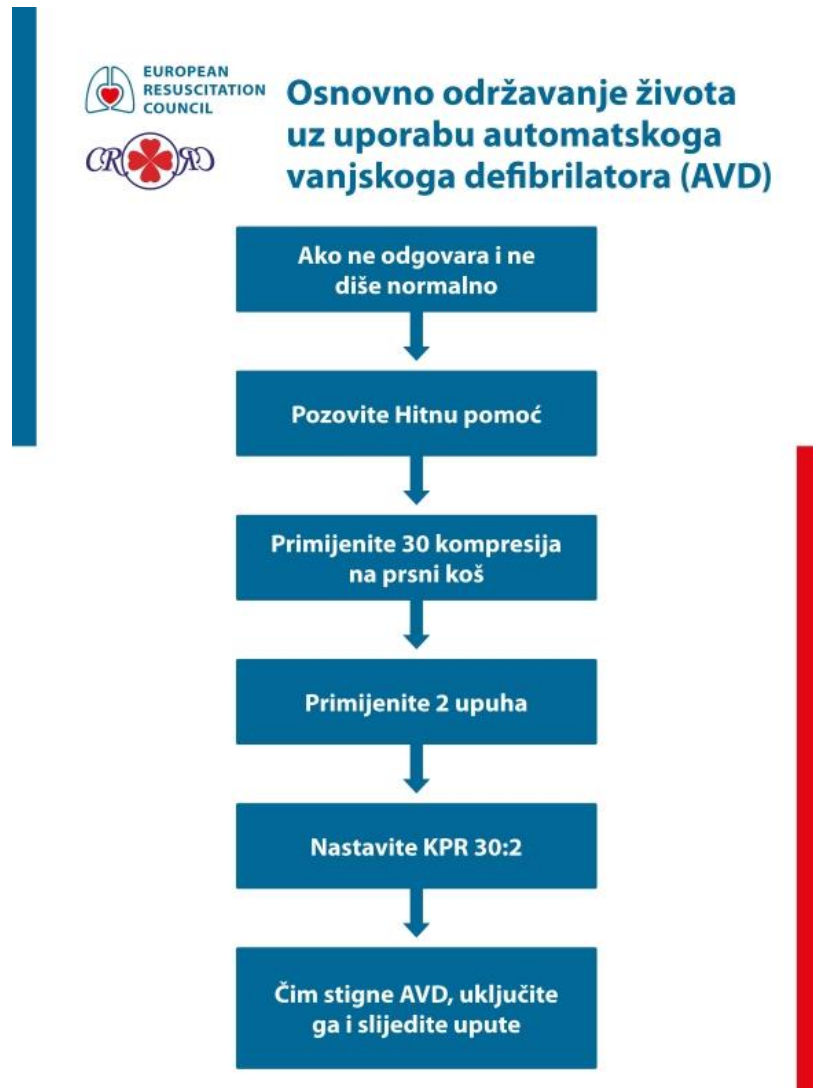 EUROPEAN
RESUSCITATION
COUNCIL
Osnovno održavanje života
uz uporabu automatskoga
vanjskoga defibrilatora (AVD)
Ako ne odgovara i ne
diše normalno
Pozovite Hitnu pomoć
Primijenite 30 kompresija
na prsni koš
Primijenite 2 upuha
Nastavite KPR 30:2
Čim stigne AVD, uključite
ga i slijedite upute